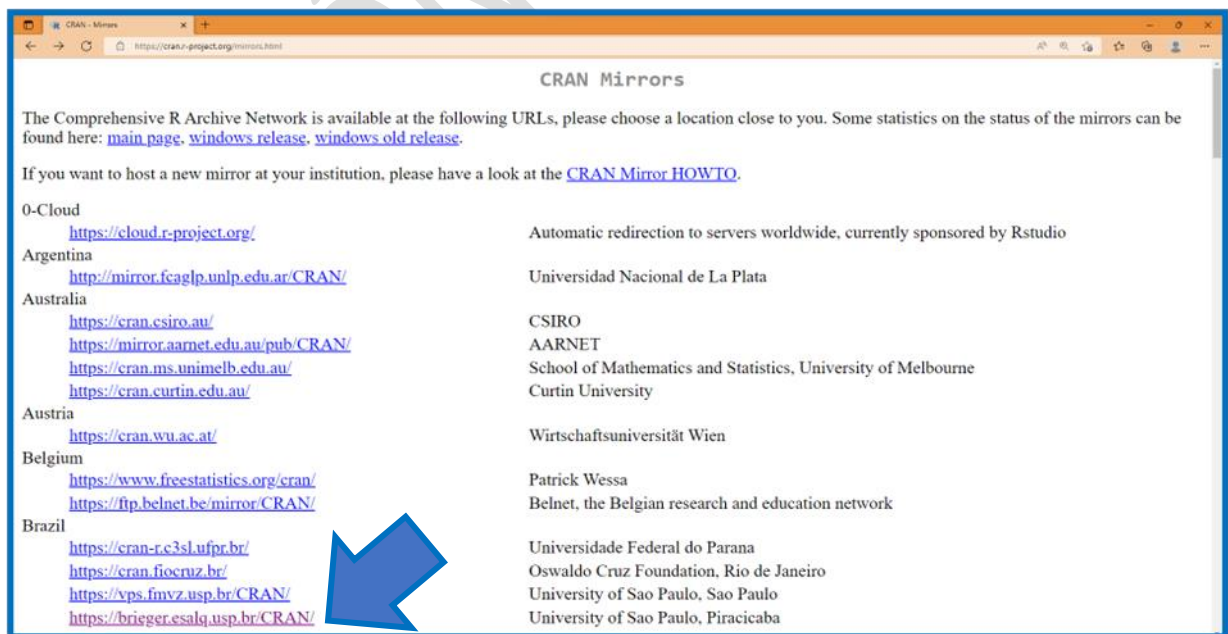 CRAN - Mirrors
https://cran.r-project.org/mirrors.html
CRAN Mirrors
The Comprehensive R Archive Network is available at the following URLs, please choose a location close to you. Some statistics on the status of the mirrors can be
found here: main page, windows release, windows old release.
If you want to host a new mirror at your institution, please have a look at the CRAN Mirror HOWTO.
0-Cloud
https://cloud.r-project.org/ Automatic redirection to servers worldwide, currently sponsored by Rstudio
Argentina
http://mirror.fcaglp.unlp.edu.ar/CRAN/ Universidad Nacional de La Plata
Australia
https://cran.csiro.au/ CSIRO
https://mirror.aarnet.edu.au/pub/CRAN/ AARNET
https://cran.ms.unimelb.edu.au/ School of Mathematics and Statistics, University of Melbourne
https://cran.curtin.edu.au/ Curtin University
Austria
https://cran.wu.ac.at/ Wirtschaftsuniversität Wien
Belgium
https://www.freestatistics.org/cran/ Patrick Wessa
https://ftp.belnet.be/mirror/CRAN/ Belnet, the Belgian research and education network
Brazil
https://cran-r.c3sl.ufpr.br/ Universidade Federal do Parana
https://cran.fiocruz.br/ Oswaldo Cruz Foundation, Rio de Janeiro
https://vps.fmvz.usp.br/CRAN/ University of Sao Paulo, Sao Paulo
https://brieger.esalq.usp.br/CRAN/ University of Sao Paulo, Piracicaba